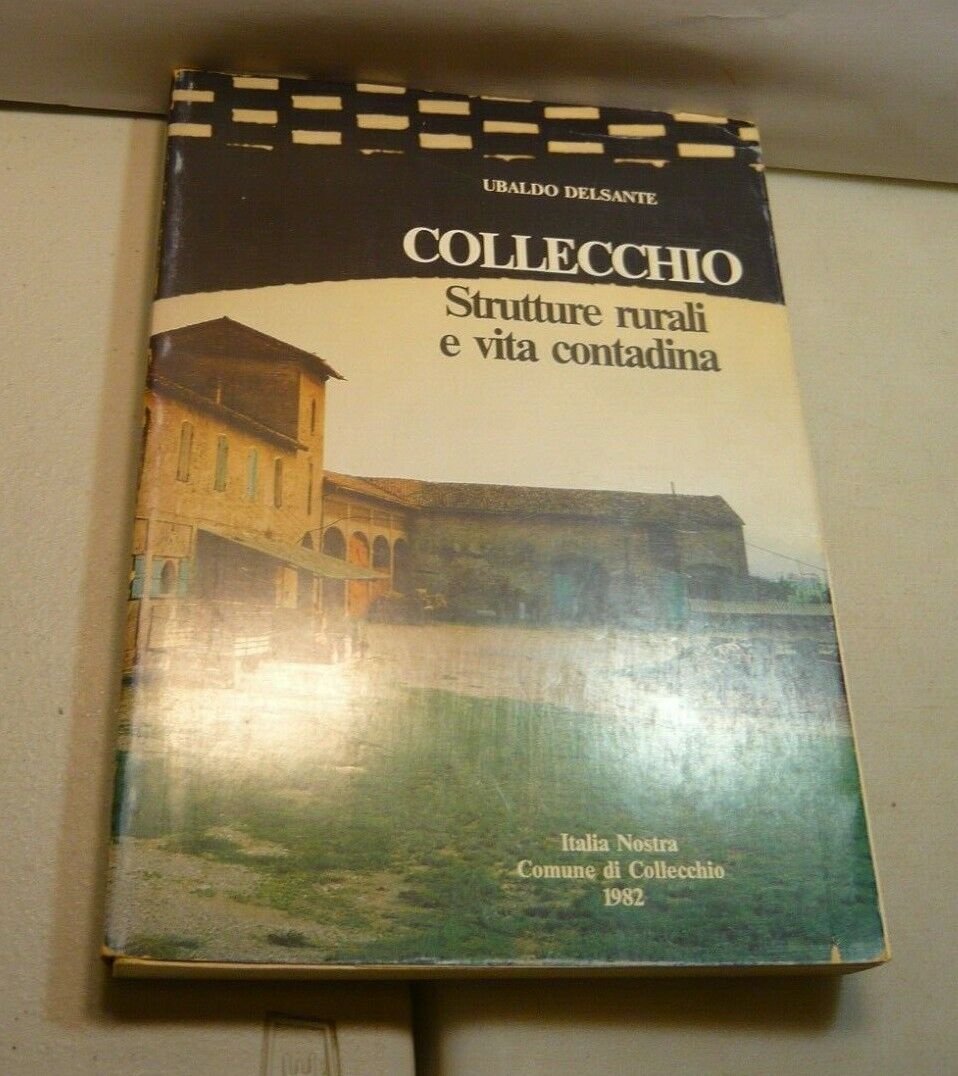 UBALDO DELSANTE
COLLECCHIO
Strutture rurali
e vita contadina
Italia Nostra
Comune di Collecchio
1982